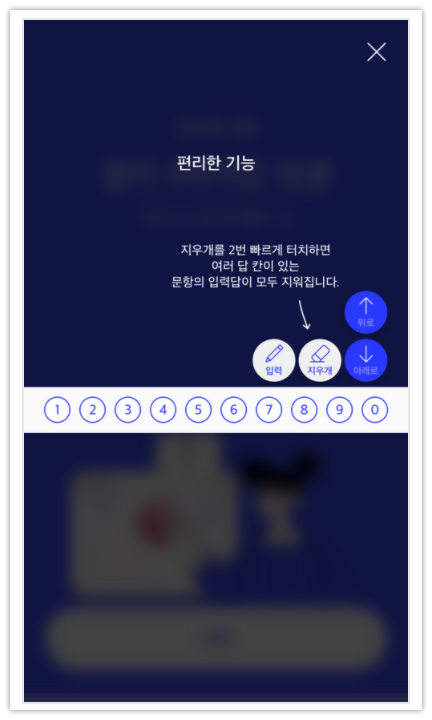 편리한 기능
지우개를 2번 빠르게 터치하면
여러 답 칸이 있는
문항의 입력답이 모두 지워집니다.
위로
입력 지우개 아래로
1 2 3 4 5 6 7 8 9 0